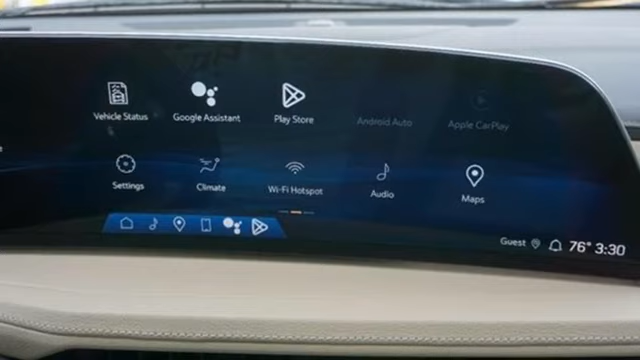 Vehicle Status
Google Assistant
Play Store
Android Auto
Apple CarPlay
Settings
Climate
Wi-Fi Hotspot
Audio
Maps
Guest 76° 3:30